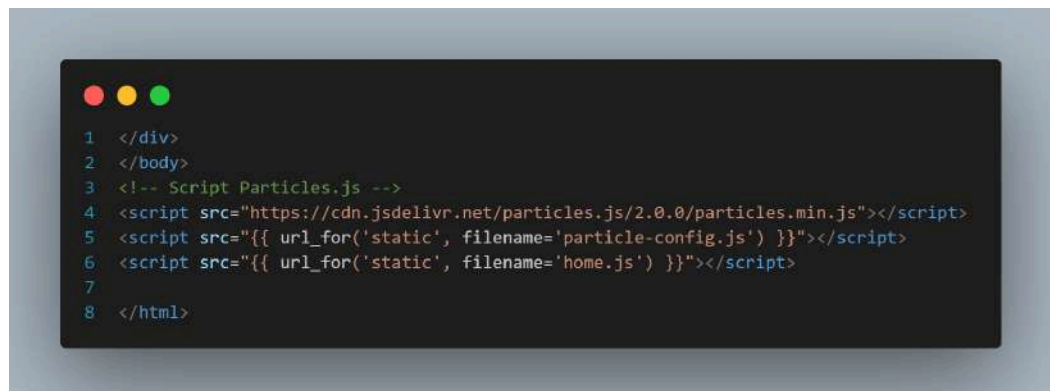 1 </div>
2 </body>
3 <!-- Script Particles.js -->
4 <script src="https://cdn.jsdelivr.net/particles.js/2.0.0/particles.min.js"></script>
5 <script src="{{ url_for('static', filename='particle-config.js') }}"></script>
6 <script src="{{ url_for('static', filename='home.js') }}"></script>
7
8 </html>